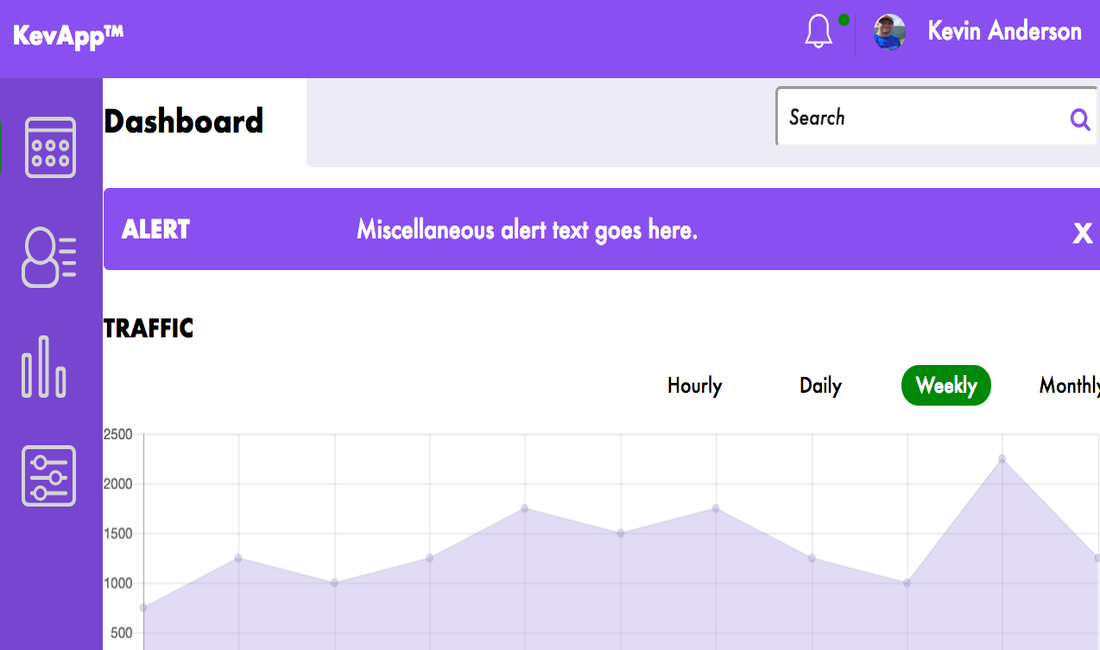 KevApp™
Kevin Anderson
Dashboard
Search
ALERT Miscellaneous alert text goes here. X
TRAFFIC
Hourly Daily Weekly Monthly
2500
2000
1500
1000
500